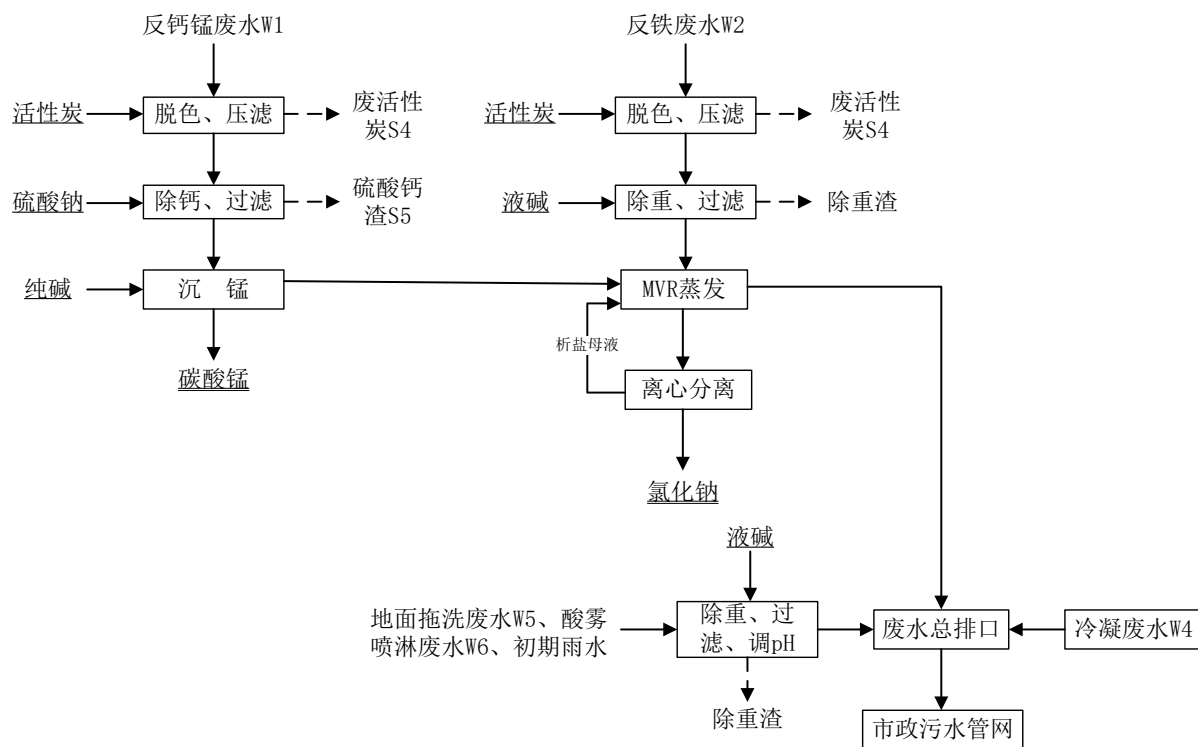 反钙锰废水W1
反铁废水W2
活性炭
脱色、压滤
废活性
炭S4
活性炭
脱色、压滤
废活性
炭S4
硫酸钠
除钙、过滤
硫酸钙
渣S5
液碱
除重、过滤
除重渣
纯碱
沉 锰
MVR蒸发
析盐母液
碳酸锰
离心分离
氯化钠
液碱
地面拖洗废水W5、酸雾
喷淋废水W6、初期雨水
除重、过
滤、调pH
废水总排口
冷凝废水W4
除重渣
市政污水管网